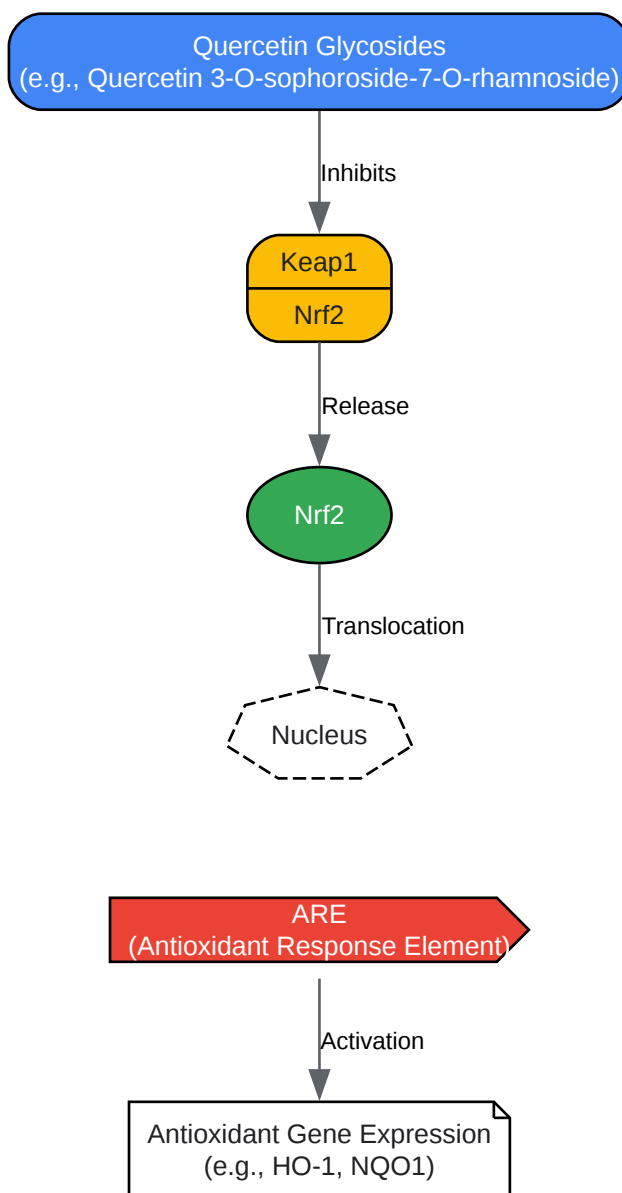 Quercetin Glycosides
(e.g., Quercetin 3-O-sophoroside-7-O-rhamnoside)
Inhibits
Keap1
Nrf2
Release
Nrf2
Translocation
Nucleus
ARE
(Antioxidant Response Element)
Activation
Antioxidant Gene Expression
(e.g., HO-1, NQO1)